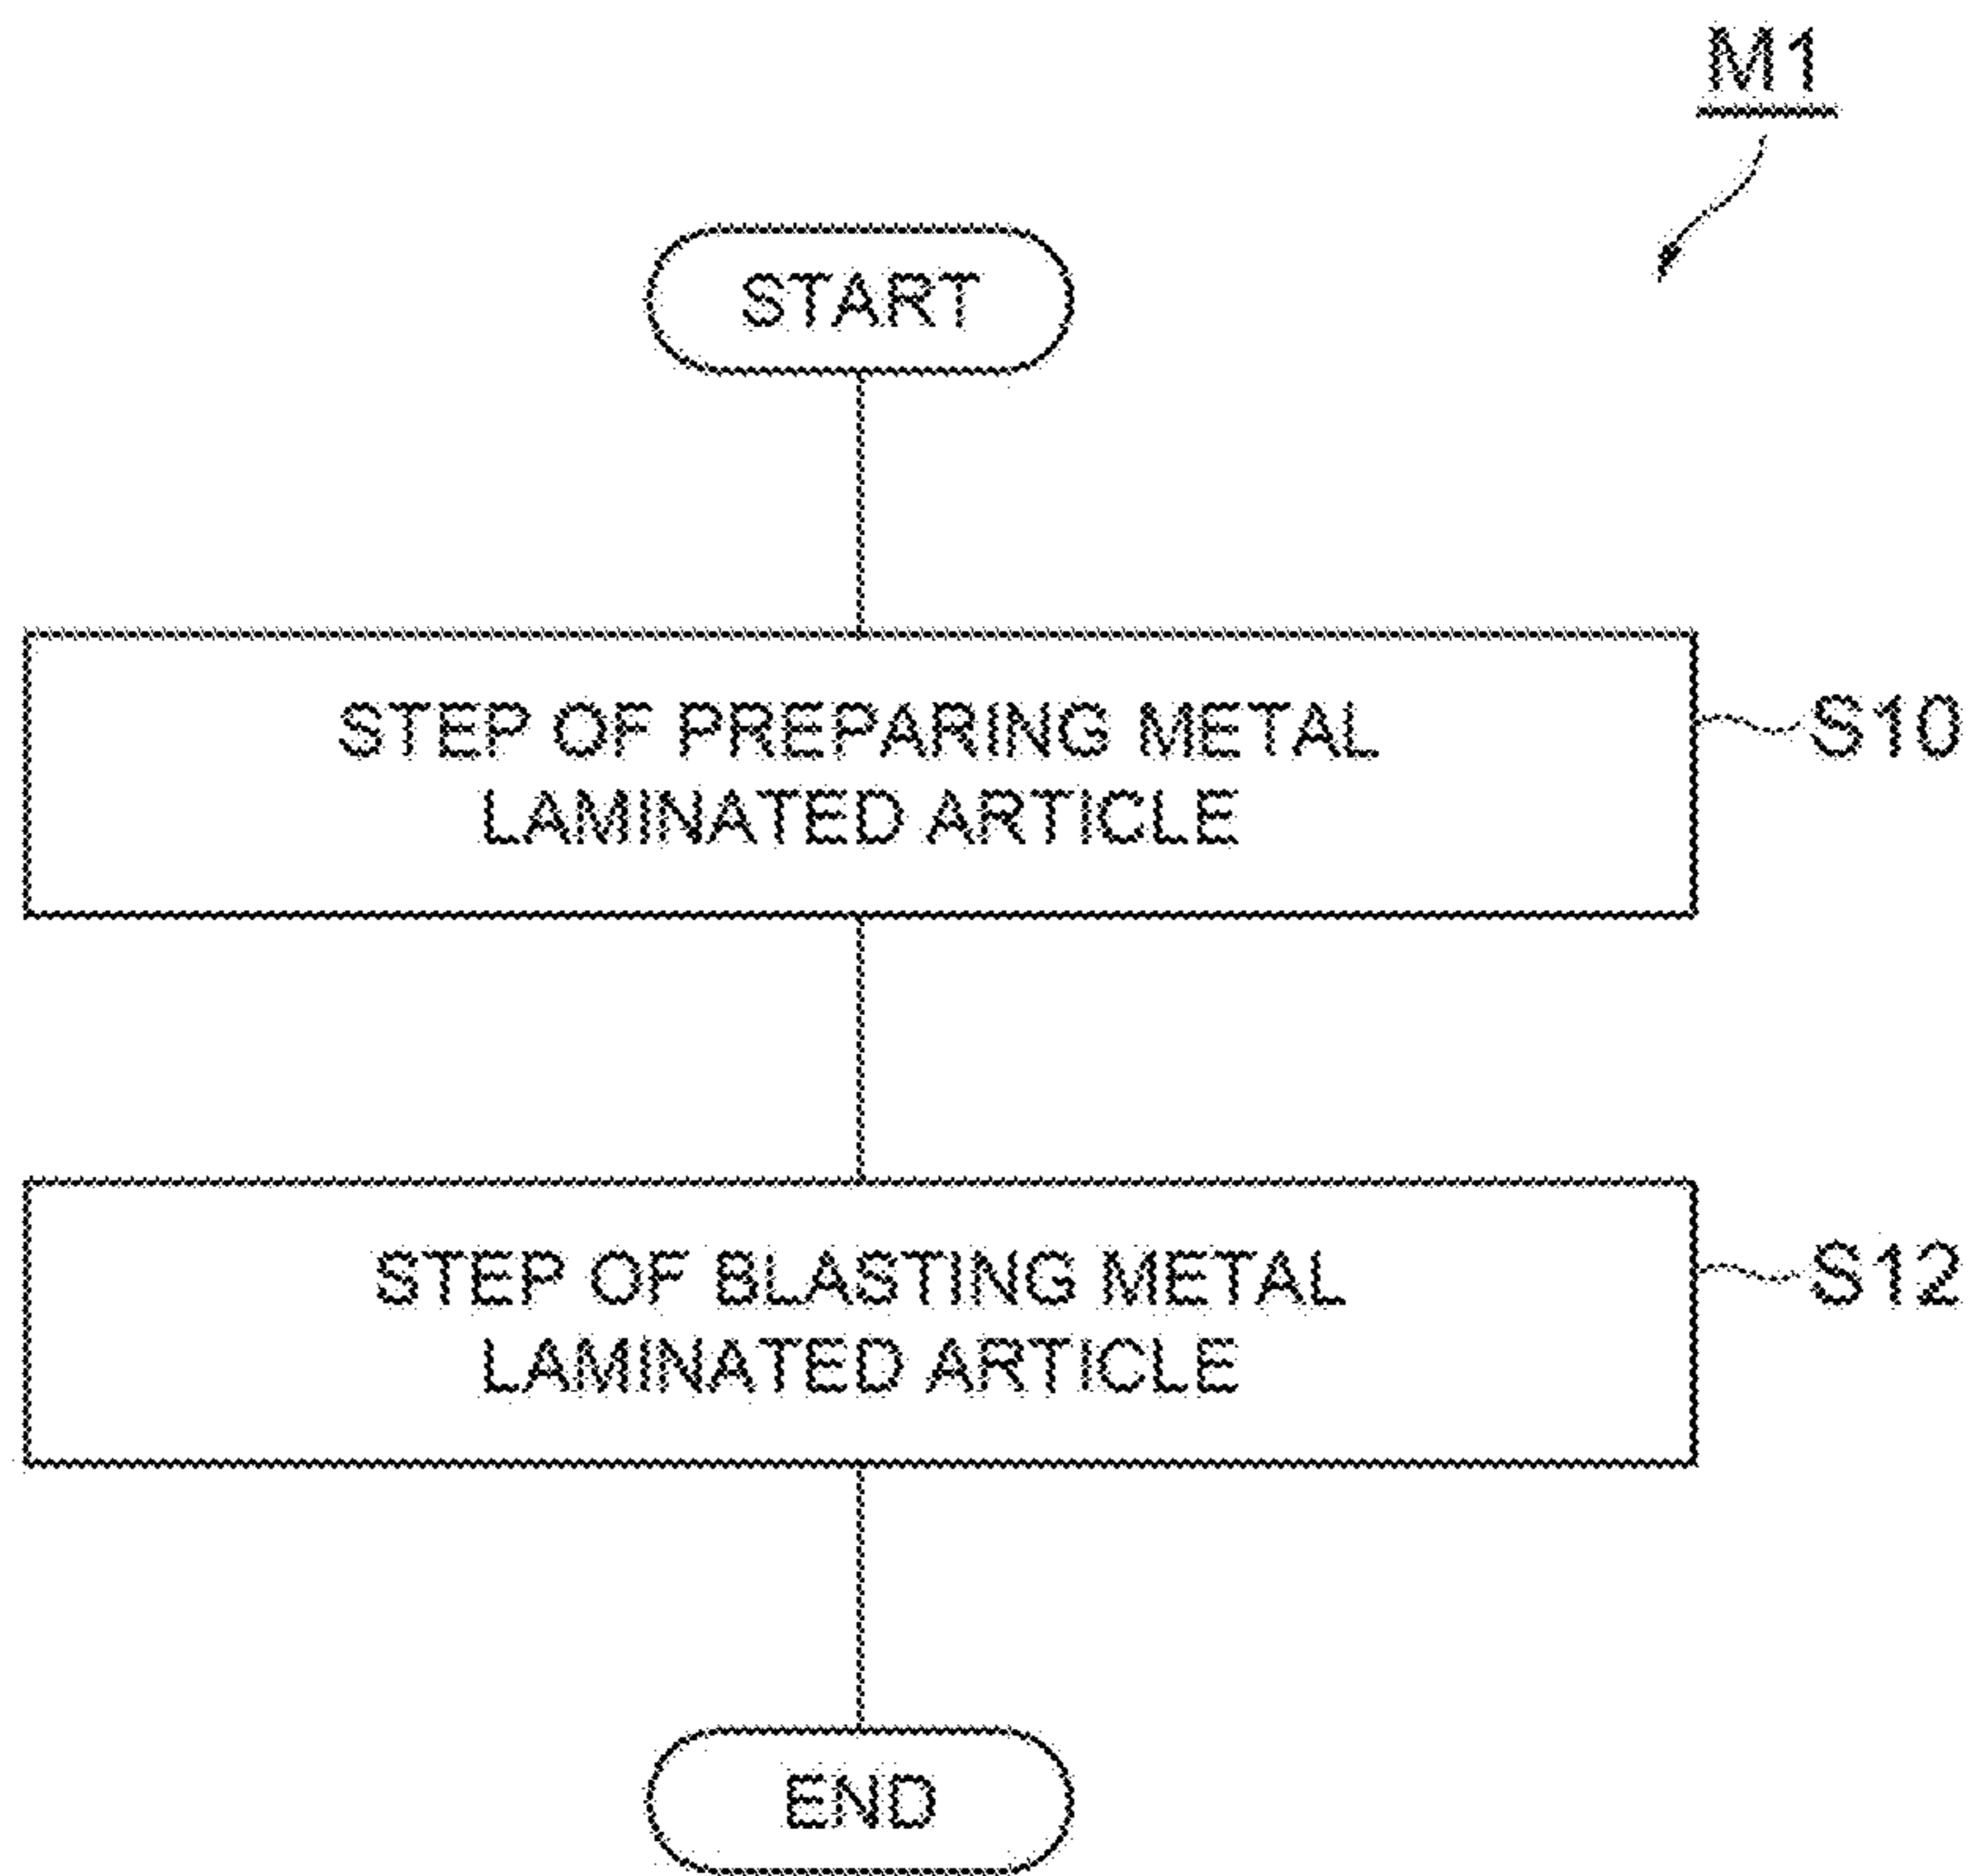 M1
START
STEP OF PREPARING METAL
LAMINATED ARTICLE
S10
STEP OF BLASTING METAL
LAMINATED ARTICLE
S12
END